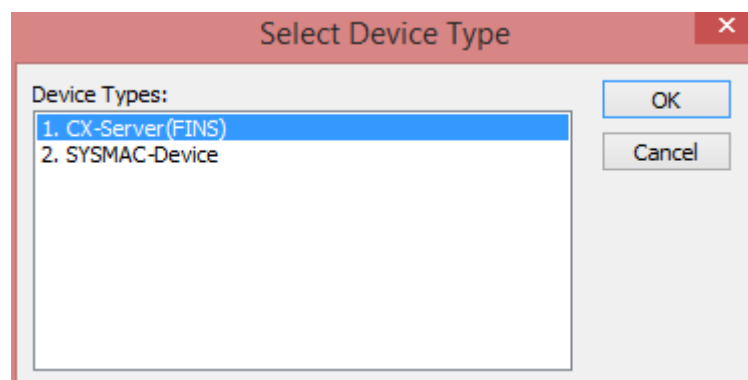 Select Device Type
Device Types:
OK
1. CX-Server(FINS)
2. SYSMAC-Device
Cancel